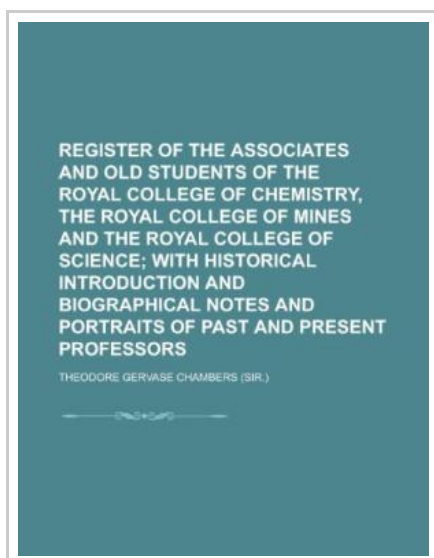 REGISTER OF THE ASSOCIATES
AND OLD STUDENTS OF THE
ROYAL COLLEGE OF CHEMISTRY,
THE ROYAL COLLEGE OF MINES
AND THE ROYAL COLLEGE OF
SCIENCE; WITH HISTORICAL
INTRODUCTION AND
BIOGRAPHICAL NOTES AND
PORTRAITS OF PAST AND PRESENT
PROFESSORS
THEODORE GERVASE CHAMBERS (SIR.)